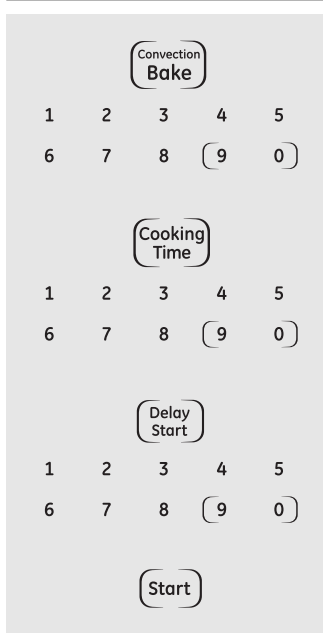 Convection
Bake
1 2 3 4 5
6 7 8 9 0
Cooking
Time
1 2 3 4 5
6 7 8 9 0
Delay
Start
1 2 3 4 5
6 7 8 9 0
Start